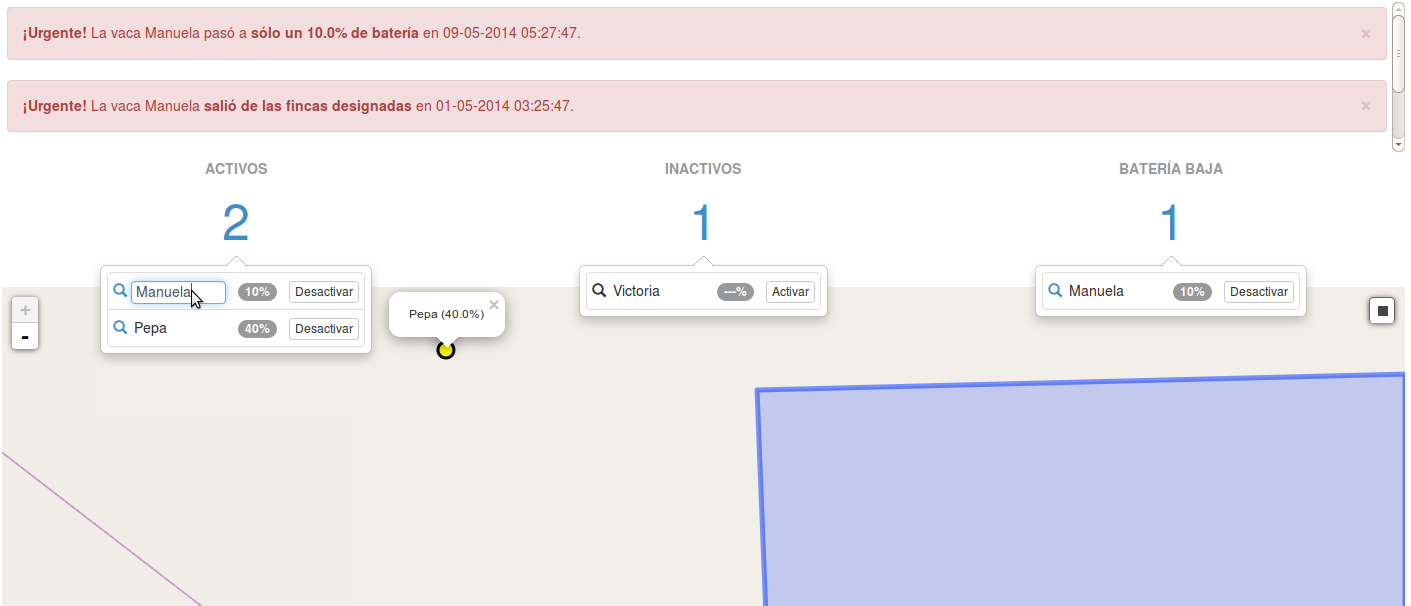 ¡Urgente! La vaca Manuela pasó a sólo un 10.0% de batería en 09-05-2014 05:27:47. ×
¡Urgente! La vaca Manuela salió de las fincas designadas en 01-05-2014 03:25:47. ×
ACTIVOS
2
Manuela 10% Desactivar
Pepa 40% Desactivar
INACTIVOS
1
Victoria ---% Activar
BATERÍA BAJA
1
Manuela 10% Desactivar
+
-
Pepa (40.0%) ×